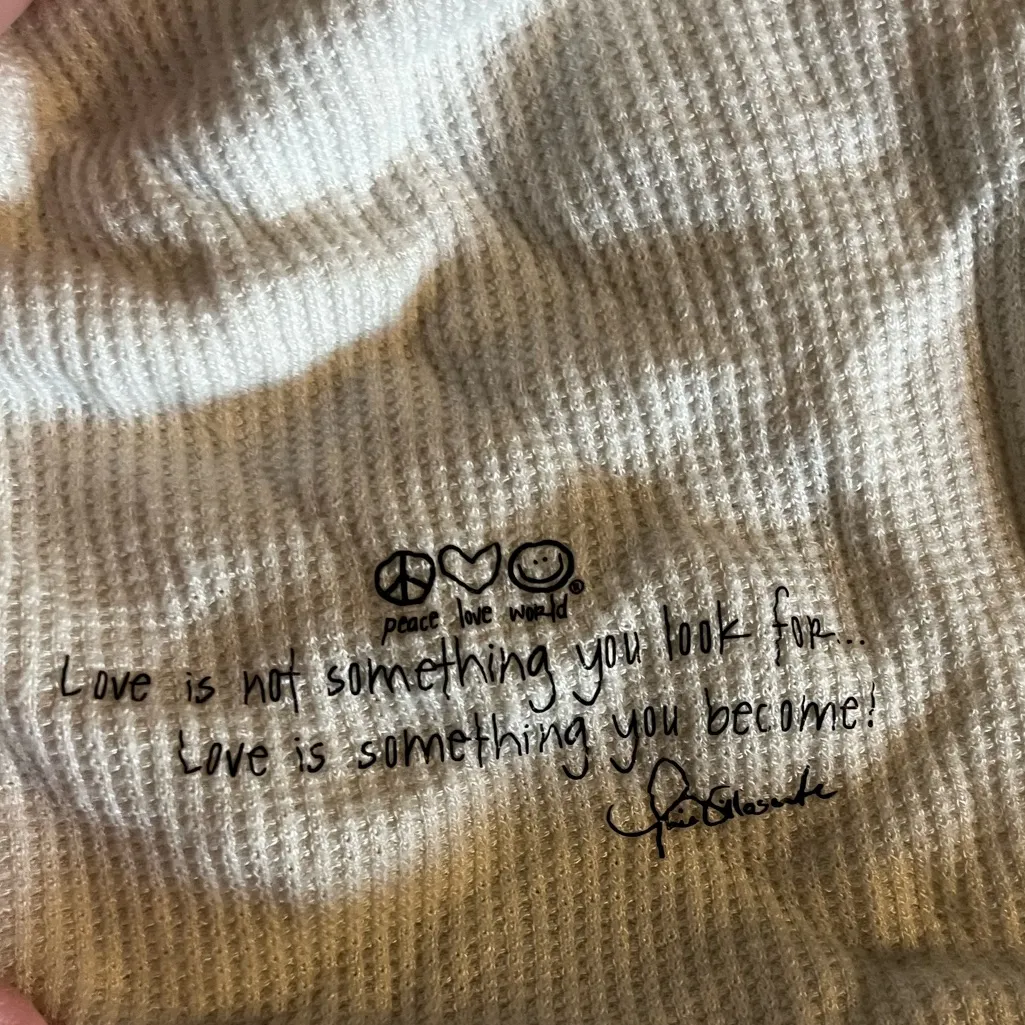 peace love world®
Love is not something you look for...
Love is something you become!